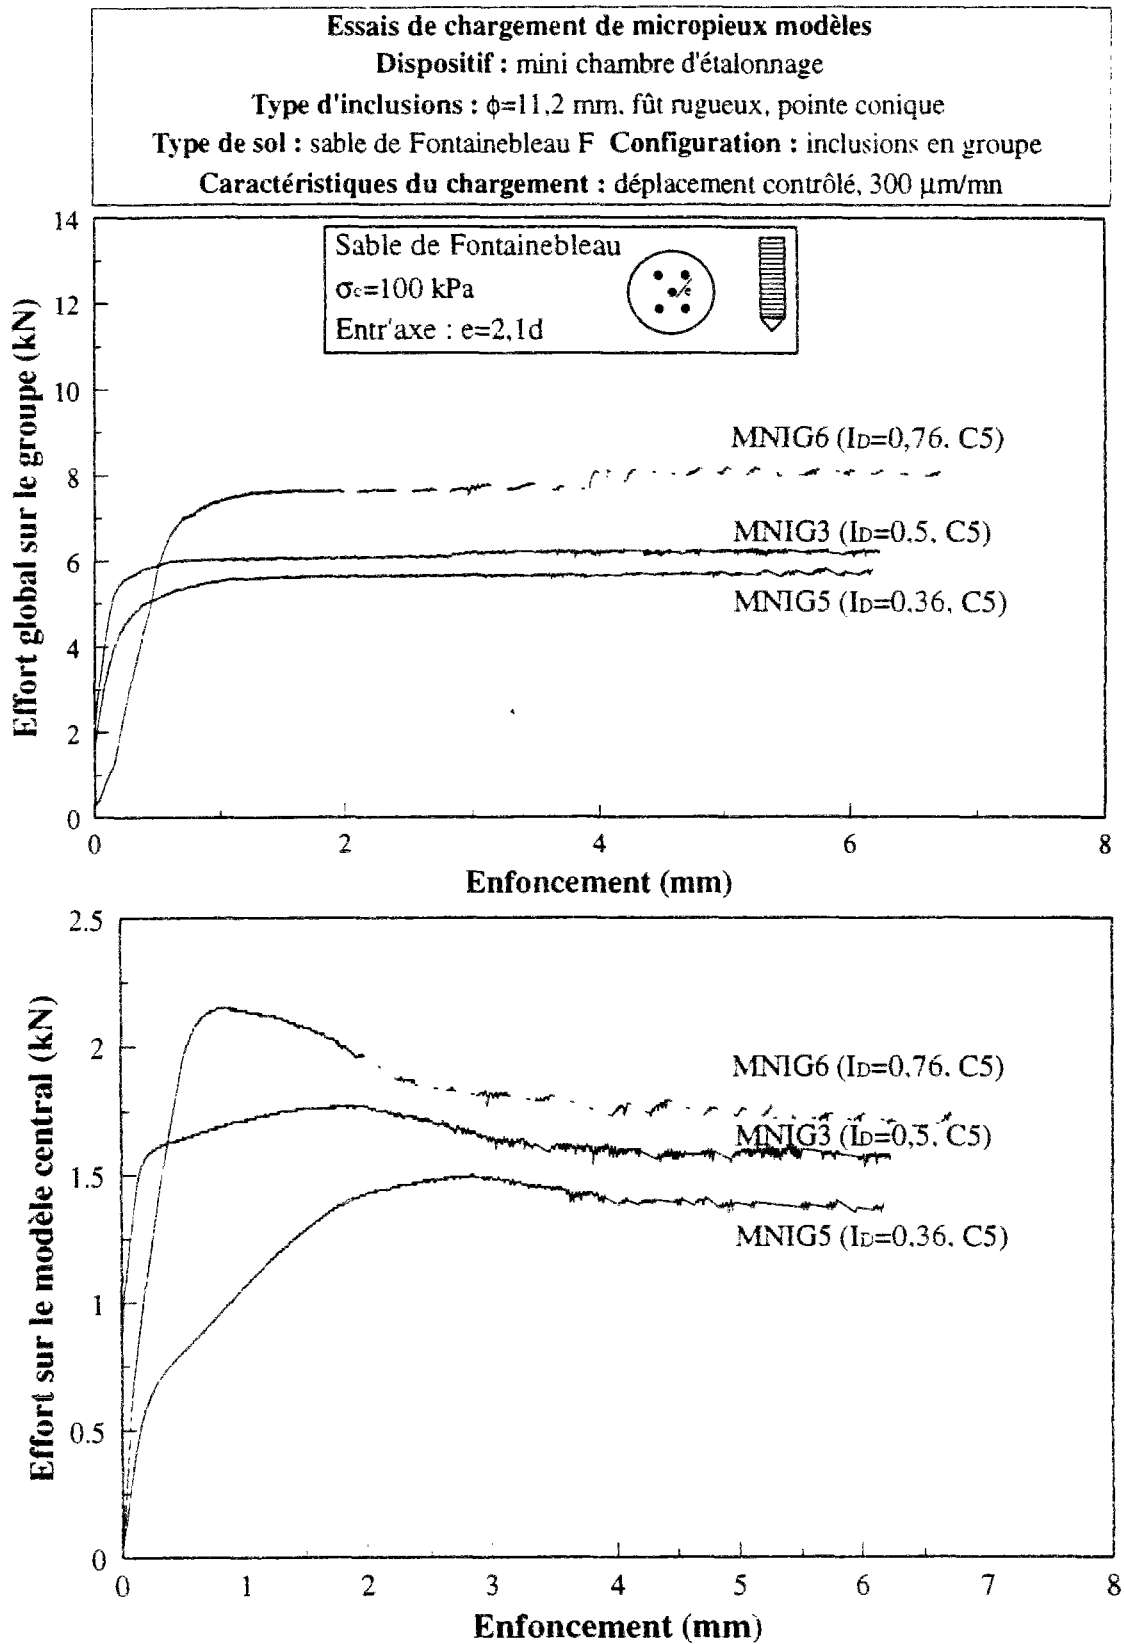 Essais de chargement de micropieux modèles
Dispositif : mini chambre d'étalonnage
Type d'inclusions : ϕ=11,2 mm. fût rugueux, pointe conique
Type de sol : sable de Fontainebleau F Configuration : inclusions en groupe
Caractéristiques du chargement : déplacement contrôlé, 300 μm/mn
14
12
10
8
6
4
2
0
Effort global sur le groupe (kN)
Sable de Fontainebleau
σc=100 kPa
Entr'axe : e=2,1d
e
MNIG6 (ID=0,76. C5)
MNIG3 (ID=0.5, C5)
MNIG5 (ID=0.36, C5)
0 2 4 6 8
Enfoncement (mm)
2.5
2
1.5
1
0.5
0
Effort sur le modèle central (kN)
MNIG6 (ID=0,76. C5)
MNIG3 (ID=0,5. C5)
MNIG5 (ID=0,36. C5)
0 1 2 3 4 5 6 7 8
Enfoncement (mm)